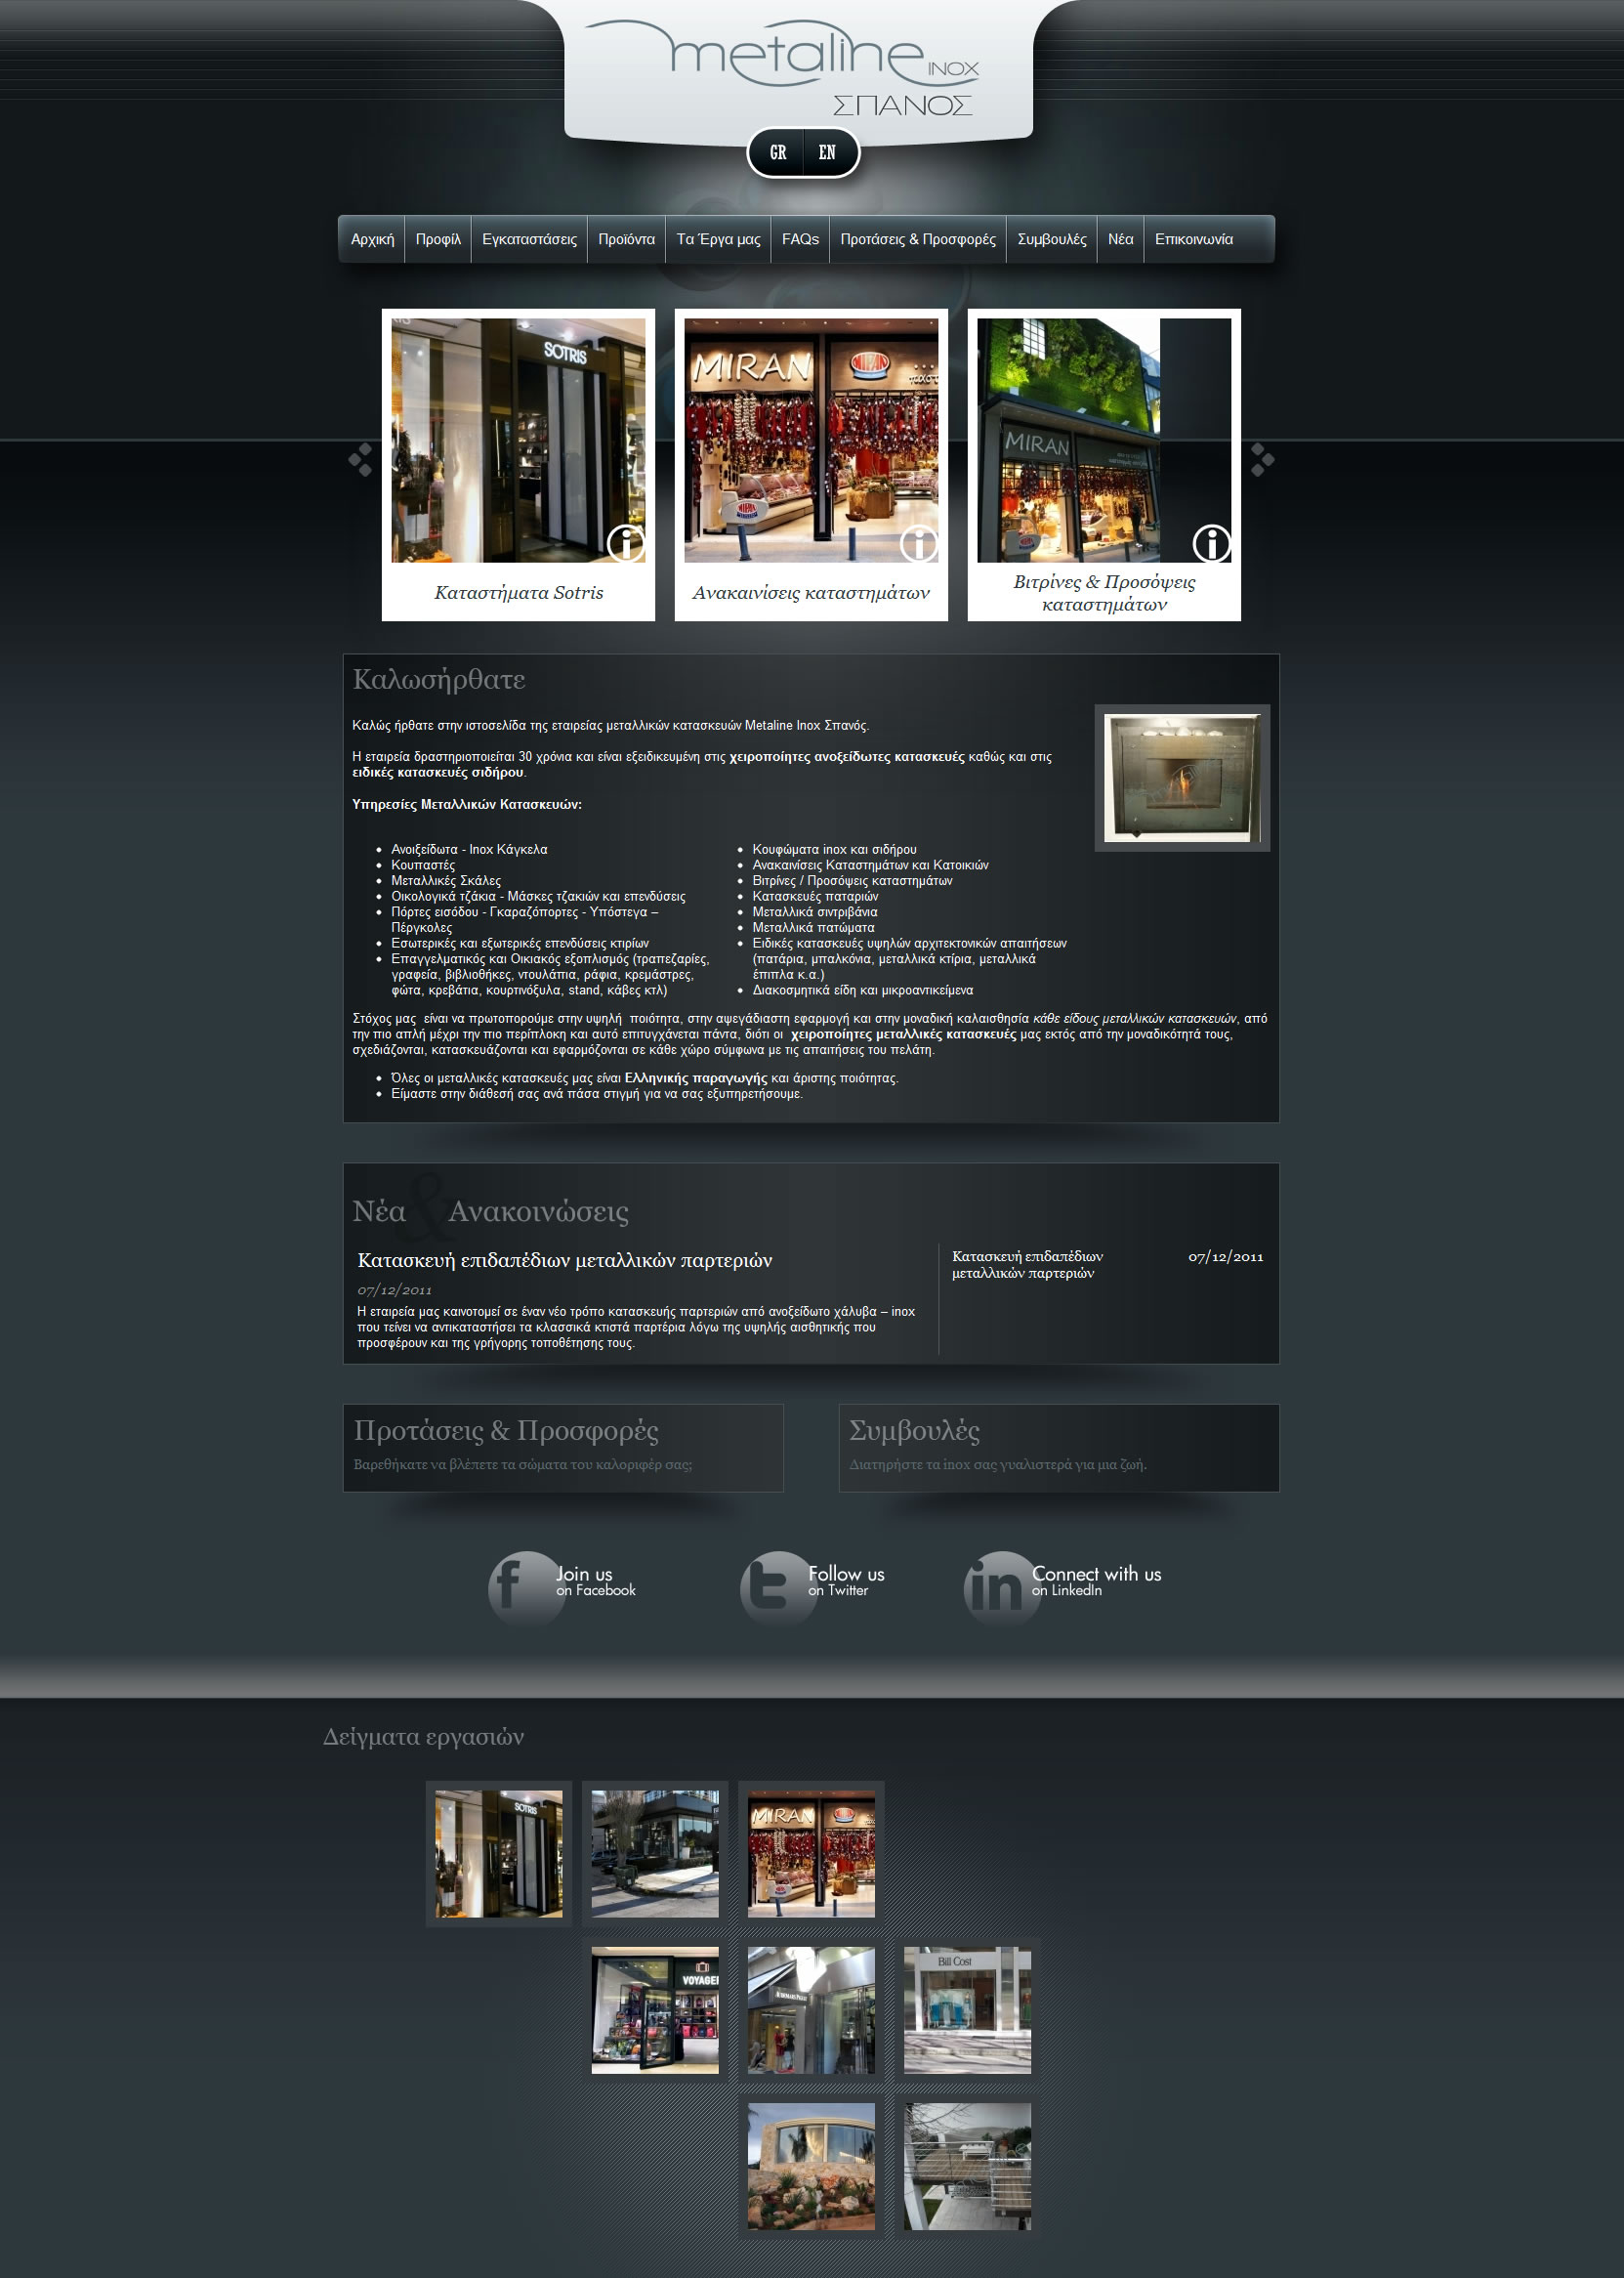 metaline INOX
ΣΠΑΝΟΣ
GR EN
Αρχική Προφίλ Εγκαταστάσεις Προϊόντα Τα Έργα μας FAQs Προτάσεις & Προσφορές Συμβουλές Νέα Επικοινωνία
SOTRIS
MIRAN
MIRAN
Καταστήματα Sotris
Ανακαινίσεις καταστημάτων
Βιτρίνες & Προσόψεις
καταστημάτων
Καλωσήρθατε
Καλώς ήρθατε στην ιστοσελίδα της εταιρείας μεταλλικών κατασκευών Metaline Inox Σπανός.
Η εταιρεία δραστηριοποιείται 30 χρόνια και είναι εξειδικευμένη στις χειροποίητες ανοξείδωτες κατασκευές καθώς και στις
ειδικές κατασκευές σιδήρου.
Υπηρεσίες Μεταλλικών Κατασκευών:
Ανοιξείδωτα - Inox Κάγκελα
Κουπαστές
Μεταλλικές Σκάλες
Οικολογικά τζάκια - Μάσκες τζακιών και επενδύσεις
Πόρτες εισόδου - Γκαραζόπορτες - Υπόστεγα –
Πέργκολες
Εσωτερικές και εξωτερικές επενδύσεις κτιρίων
Επαγγελματικός και Οικιακός εξοπλισμός (τραπεζαρίες,
γραφεία, βιβλιοθήκες, ντουλάπια, ράφια, κρεμάστρες,
φώτα, κρεβάτια, κουρτινόξυλα, stand, κάβες κτλ)
Κουφώματα inox και σιδήρου
Ανακαινίσεις Καταστημάτων και Κατοικιών
Βιτρίνες / Προσόψεις καταστημάτων
Κατασκευές παταριών
Μεταλλικά σιντριβάνια
Μεταλλικά πατώματα
Ειδικές κατασκευές υψηλών αρχιτεκτονικών απαιτήσεων
(πατάρια, μπαλκόνια, μεταλλικά κτίρια, μεταλλικά
έπιπλα κ.α.)
Διακοσμητικά είδη και μικροαντικείμενα
Στόχος μας  είναι να πρωτοπορούμε στην υψηλή  ποιότητα, στην αψεγάδιαστη εφαρμογή και στην μοναδική καλαισθησία κάθε είδους μεταλλικών κατασκευών, από
την πιο απλή μέχρι την πιο περίπλοκη και αυτό επιτυγχάνεται πάντα, διότι οι  χειροποίητες μεταλλικές κατασκευές μας εκτός από την μοναδικότητά τους,
σχεδιάζονται, κατασκευάζονται και εφαρμόζονται σε κάθε χώρο σύμφωνα με τις απαιτήσεις του πελάτη.
Όλες οι μεταλλικές κατασκευές μας είναι Ελληνικής παραγωγής και άριστης ποιότητας.
Είμαστε στην διάθεσή σας ανά πάσα στιγμή για να σας εξυπηρετήσουμε.
Νέα & Ανακοινώσεις
Κατασκευή επιδαπέδιων μεταλλικών παρτεριών
07/12/2011
Η εταιρεία μας καινοτομεί σε έναν νέο τρόπο κατασκευής παρτεριών από ανοξείδωτο χάλυβα – inox
που τείνει να αντικαταστήσει τα κλασσικά κτιστά παρτέρια λόγω της υψηλής αισθητικής που
προσφέρουν και της γρήγορης τοποθέτησης τους.
Κατασκευή επιδαπέδιων 07/12/2011
μεταλλικών παρτεριών
Προτάσεις & Προσφορές
Βαρεθήκατε να βλέπετε τα σώματα του καλοριφέρ σας;
Συμβουλές
Διατηρήστε τα inox σας γυαλιστερά για μια ζωή.
Join us
on Facebook
Follow us
on Twitter
Connect with us
on LinkedIn
Δείγματα εργασιών
SOTRIS
MIRAN
VOYAGER
Bill Cost